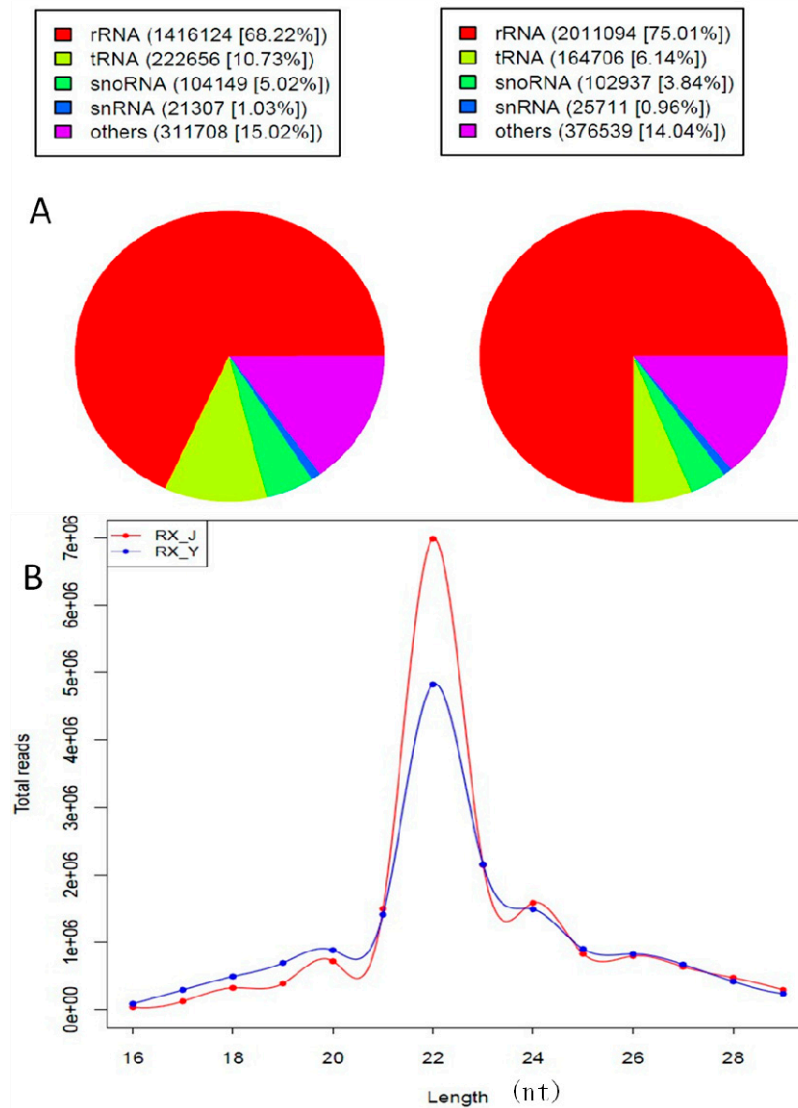 rRNA (1416124 [68.22%])
tRNA (222656 [10.73%])
snoRNA (104149 [5.02%])
snRNA (21307 [1.03%])
others (311708 [15.02%])
rRNA (2011094 [75.01%])
tRNA (164706 [6.14%])
snoRNA (102937 [3.84%])
snRNA (25711 [0.96%])
others (376539 [14.04%])
A
B
RX_J
RX_Y
Total reads
7e+06
6e+06
5e+06
4e+06
3e+06
2e+06
1e+06
0e+00
16 18 20 22 24 26 28
Length (nt)